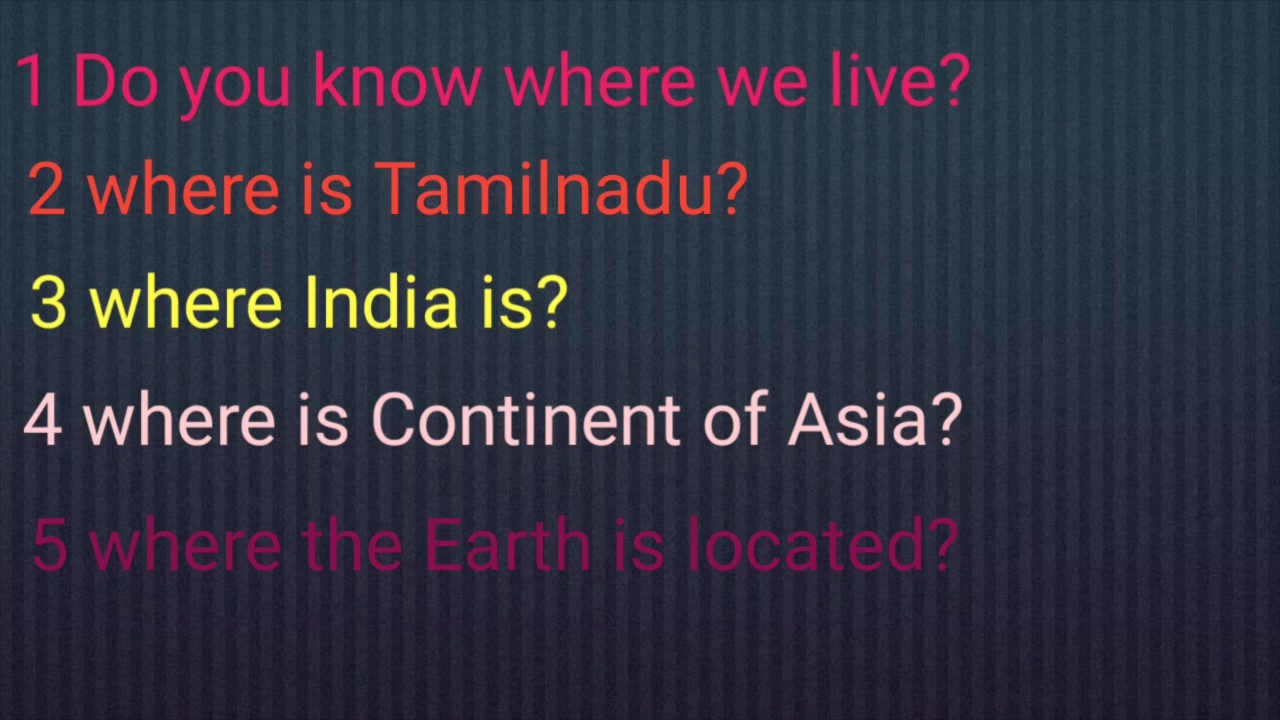 1 Do you know where we live?
2 where is Tamilnadu?
3 where India is?
4 where is Continent of Asia?
5 where the Earth is located?